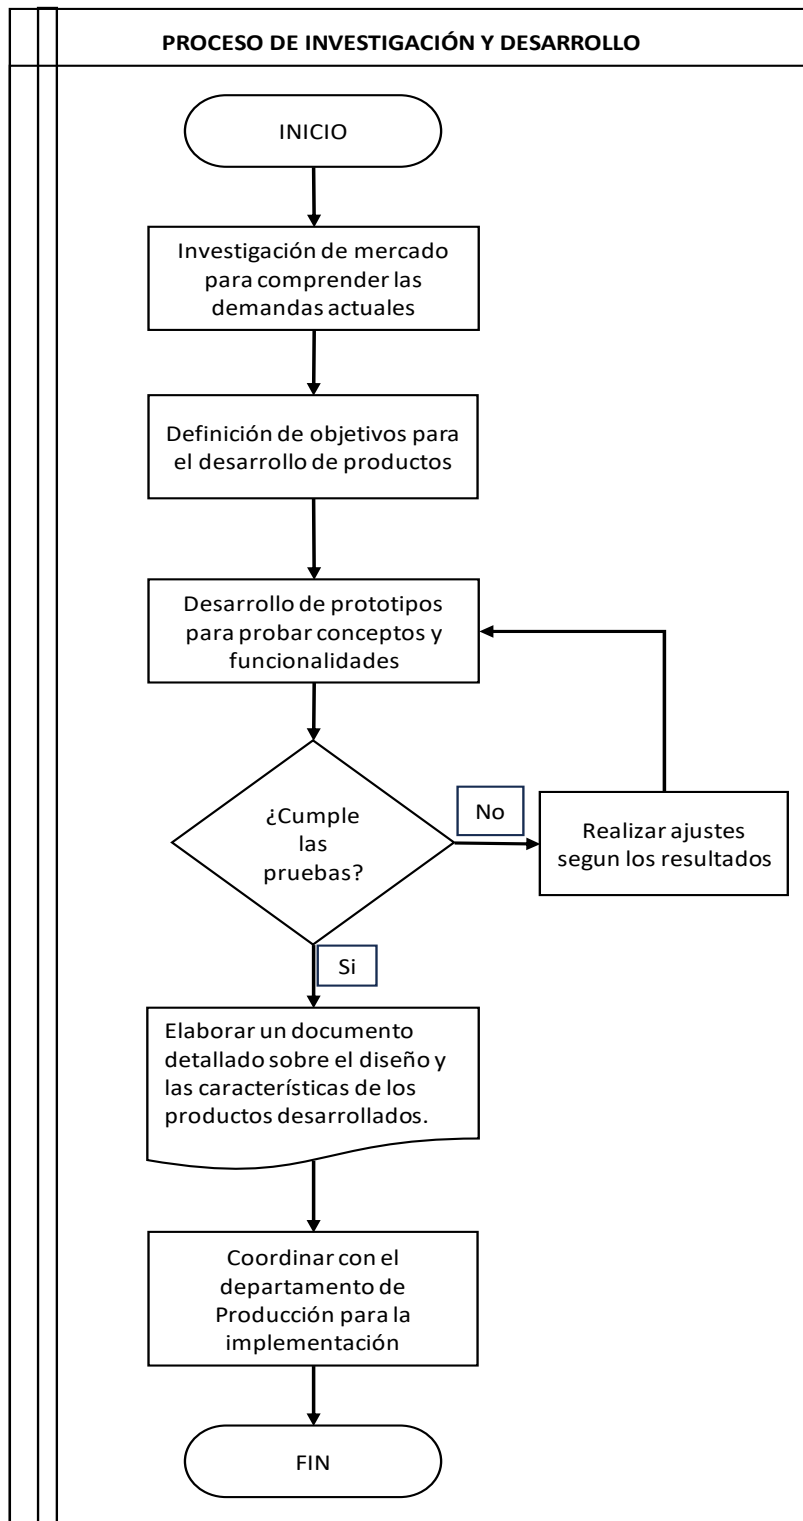 PROCESO DE INVESTIGACIÓN Y DESARROLLO
INICIO
Investigación de mercado
para comprender las
demandas actuales
Definición de objetivos para
el desarrollo de productos
Desarrollo de prototipos
para probar conceptos y
funcionalidades
¿Cumple
las
pruebas?
No
Realizar ajustes
segun los resultados
Si
Elaborar un documento
detallado sobre el diseño y
las característicás de los
productos desarrollados.
Coordinar con el
departamento de
Producción para la
implementación
FIN